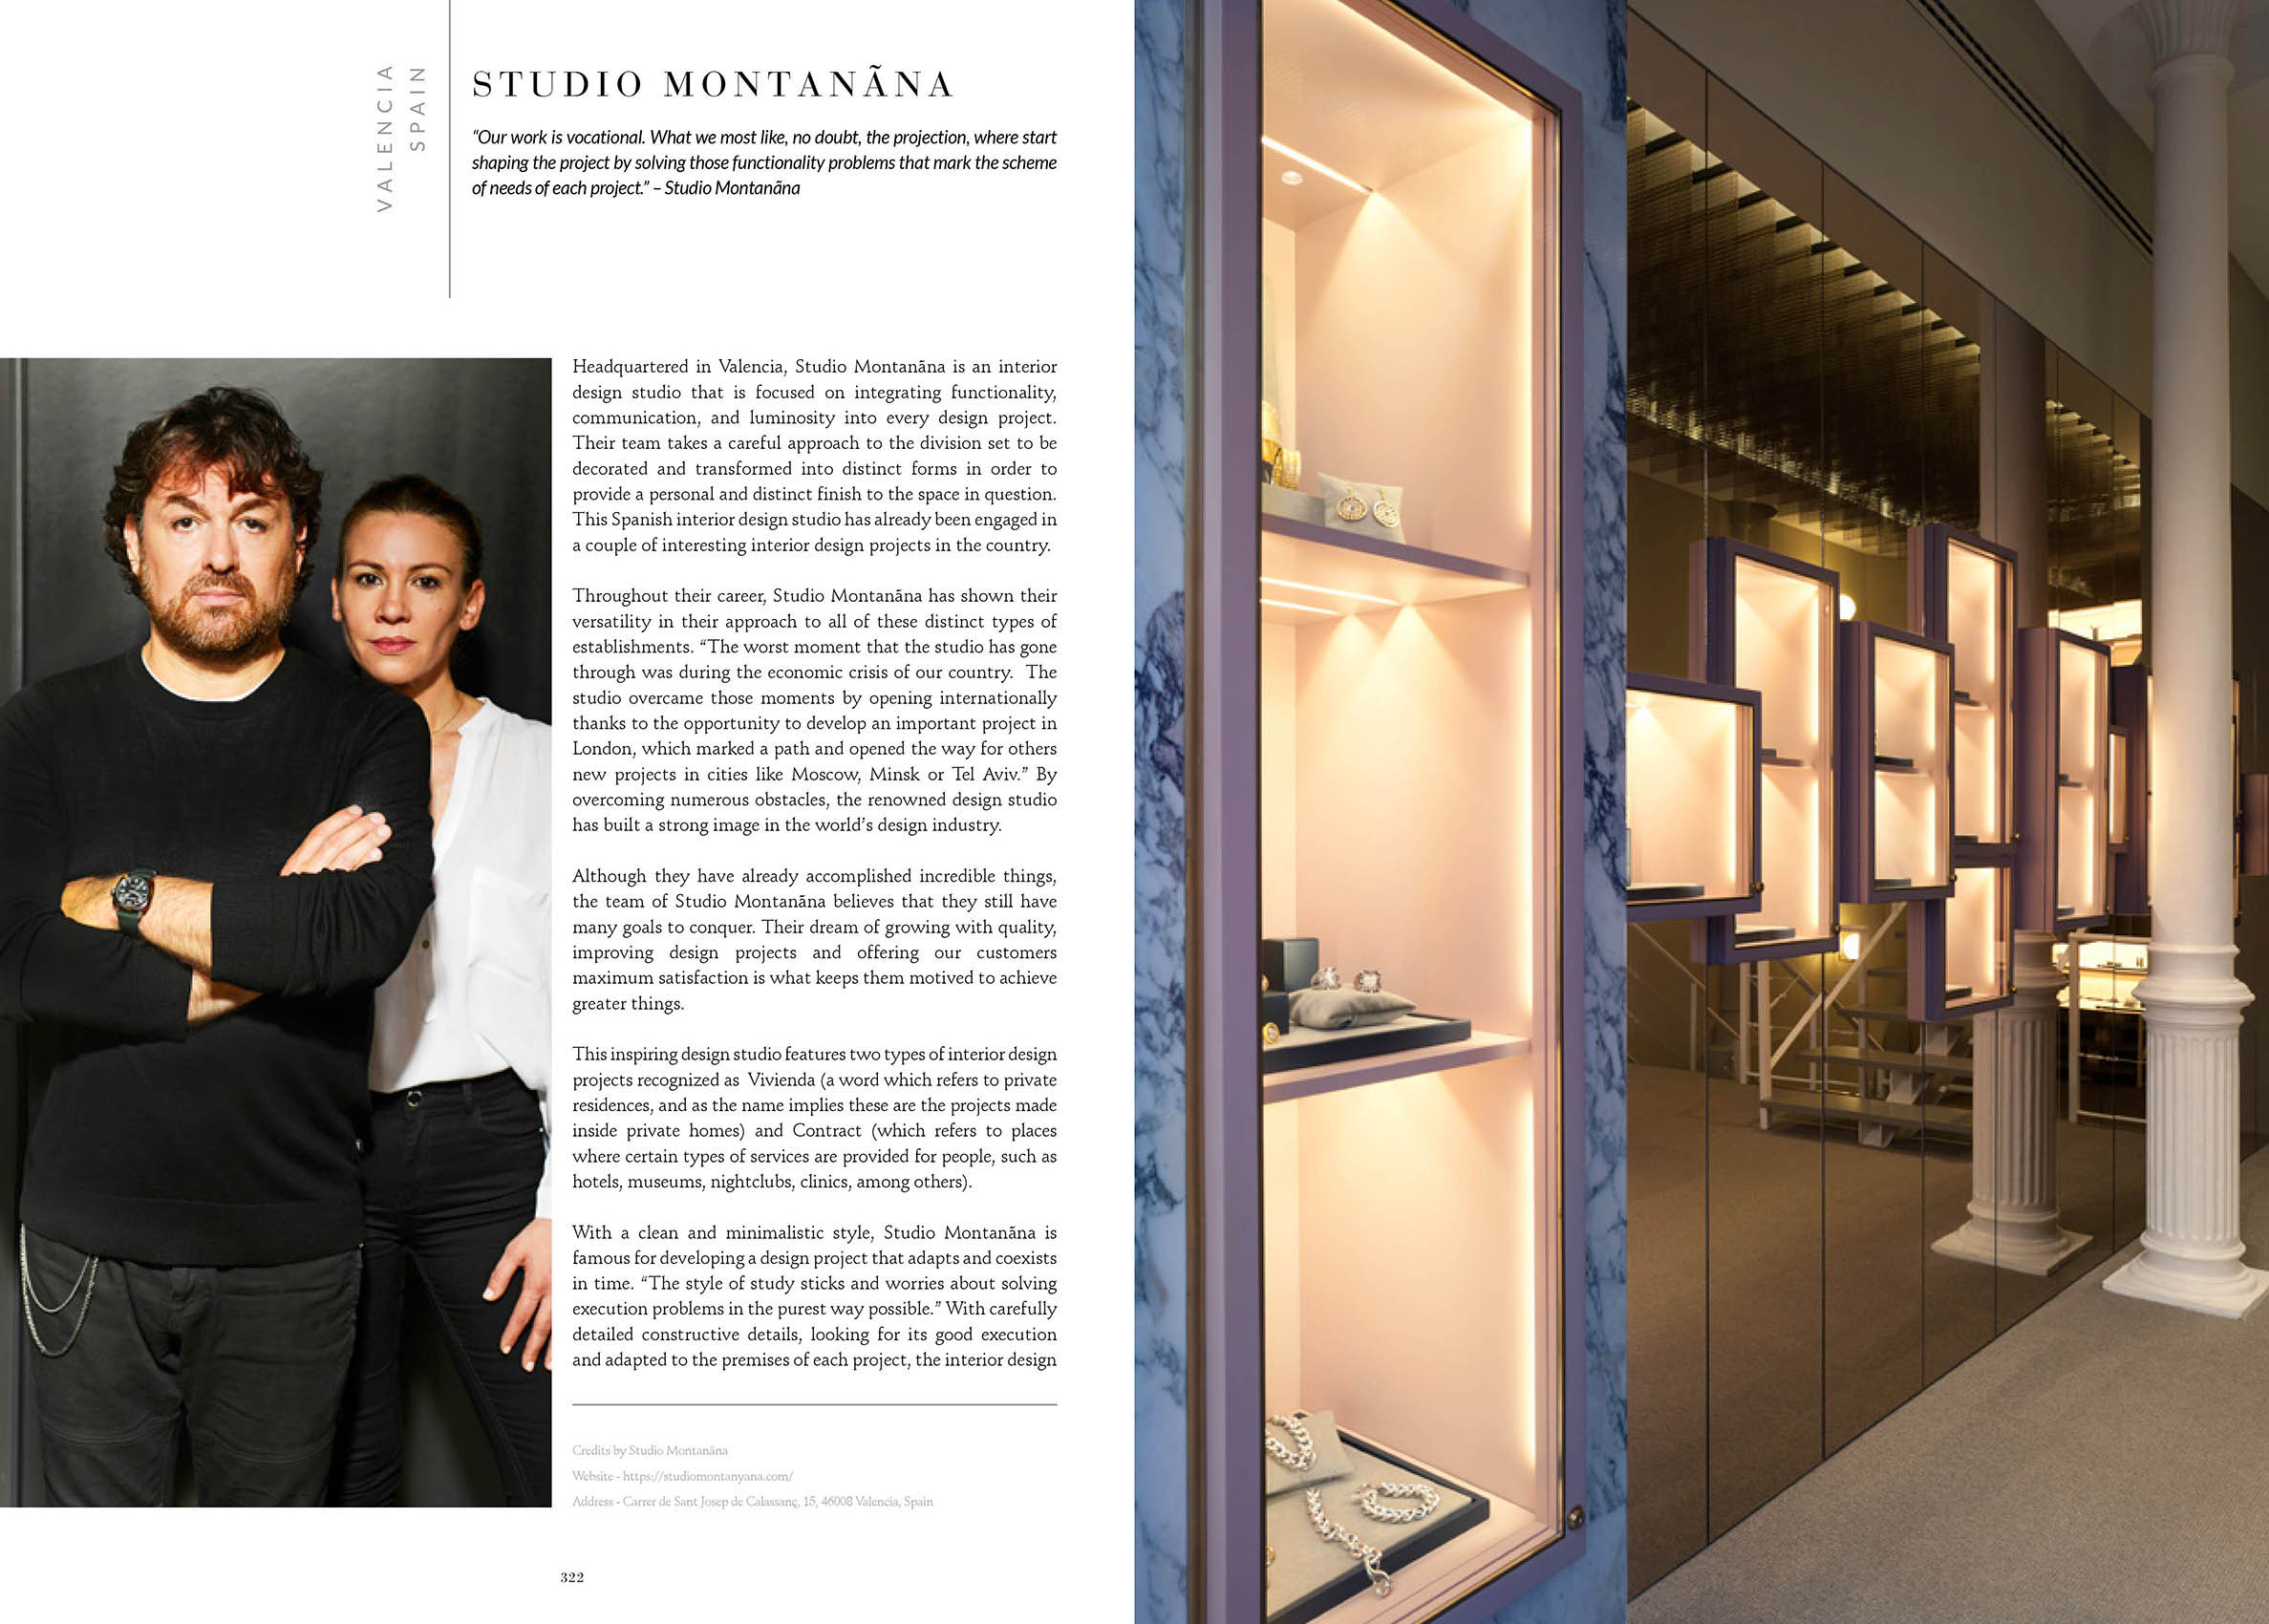 VALENCIA
SPAIN
STUDIO MONTANÃNA
“Our work is vocational. What we most like, no doubt, the projection, where start
shaping the project by solving those functionality problems that mark the scheme
of needs of each project.” – Studio Montanãna
Headquartered in Valencia, Studio Montanãna is an interior
design studio that is focused on integrating functionality,
communication, and luminosity into every design project.
Their team takes a careful approach to the division set to be
decorated and transformed into distinct forms in order to
provide a personal and distinct finish to the space in question.
This Spanish interior design studio has already been engaged in
a couple of interesting interior design projects in the country.
Throughout their career, Studio Montanãna has shown their
versatility in their approach to all of these distinct types of
establishments. “The worst moment that the studio has gone
through was during the economic crisis of our country. The
studio overcame those moments by opening internationally
thanks to the opportunity to develop an important project in
London, which marked a path and opened the way for others
new projects in cities like Moscow, Minsk or Tel Aviv.” By
overcoming numerous obstacles, the renowned design studio
has built a strong image in the world’s design industry.
Although they have already accomplished incredible things,
the team of Studio Montanãna believes that they still have
many goals to conquer. Their dream of growing with quality,
improving design projects and offering our customers
maximum satisfaction is what keeps them motived to achieve
greater things.
This inspiring design studio features two types of interior design
projects recognized as Vivienda (a word which refers to private
residences, and as the name implies these are the projects made
inside private homes) and Contract (which refers to places
where certain types of services are provided for people, such as
hotels, museums, nightclubs, clinics, among others).
With a clean and minimalistic style, Studio Montanãna is
famous for developing a design project that adapts and coexists
in time. “The style of study sticks and worries about solving
execution problems in the purest way possible.” With carefully
detailed constructive details, looking for its good execution
and adapted to the premises of each project, the interior design
Credits by Studio Montanãna
Website - https://studiomontanyana.com/
Address - Carrer de Sant Josep de Calassanç, 15, 46008 Valencia, Spain
322